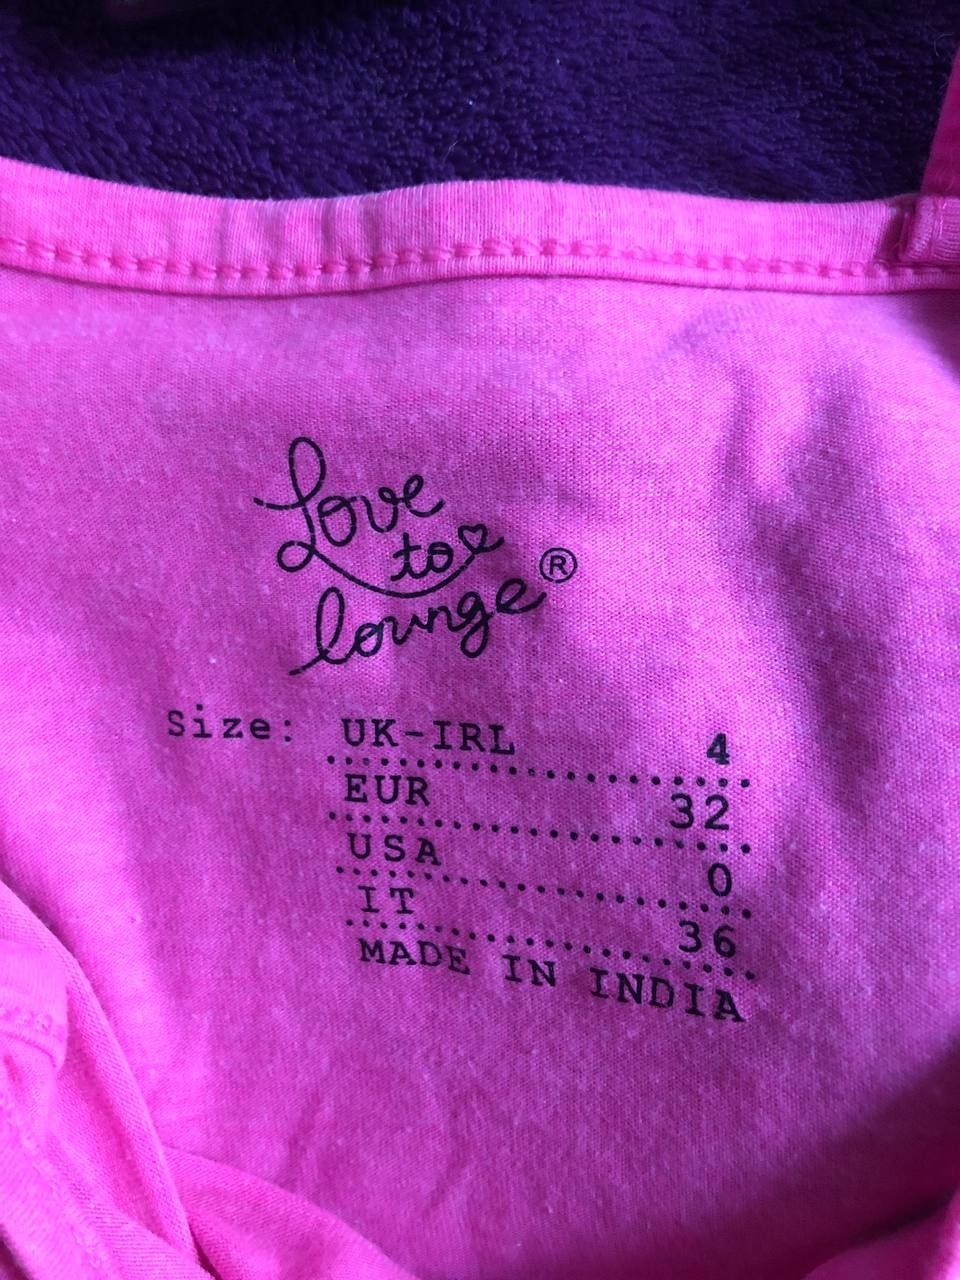 Love
to
lounge®
Size: UK-IRL 4
EUR 32
USA 0
IT 36
MADE IN INDIA